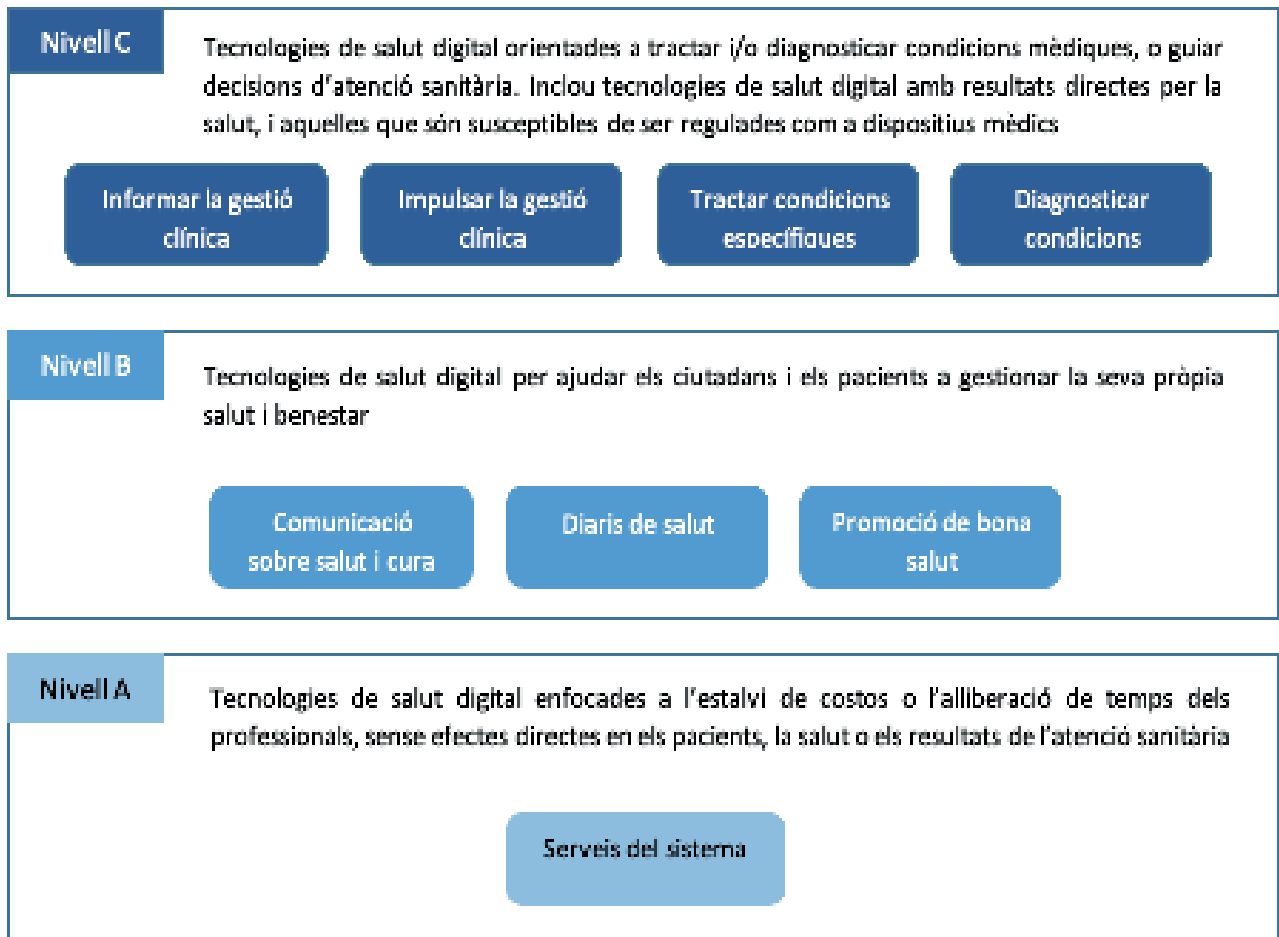 Nivell C
Tecnologies de salut digital orientades a tractar i/o diagnosticar condicions mèdiques, o guiar
decisions d'atenció sanitària. Inclou tecnologies de salut digital amb resultats directes per la
salut, i aquelles que són susceptibles de ser regulades com a dispositius mèdics
Informar la gestió
clínica
Impulsar la gestió
clínica
Tractar condicions
específiques
Diagnosticar
condicions
Nivell B
Tecnologies de salut digital per ajudar els ciutadans i els pacients a gestionar la seva pròpia
salut i benestar
Comunicació
sobre salut i cura
Diaris de salut
Promoció de bona
salut
Nivell A
Tecnologies de salut digital enfocades a l'estalvi de costos o l'alliberació de temps dels
professionals, sense efectes directes en els pacients, la salut o els resultats de l'atenció sanitària
Serveis del sistema